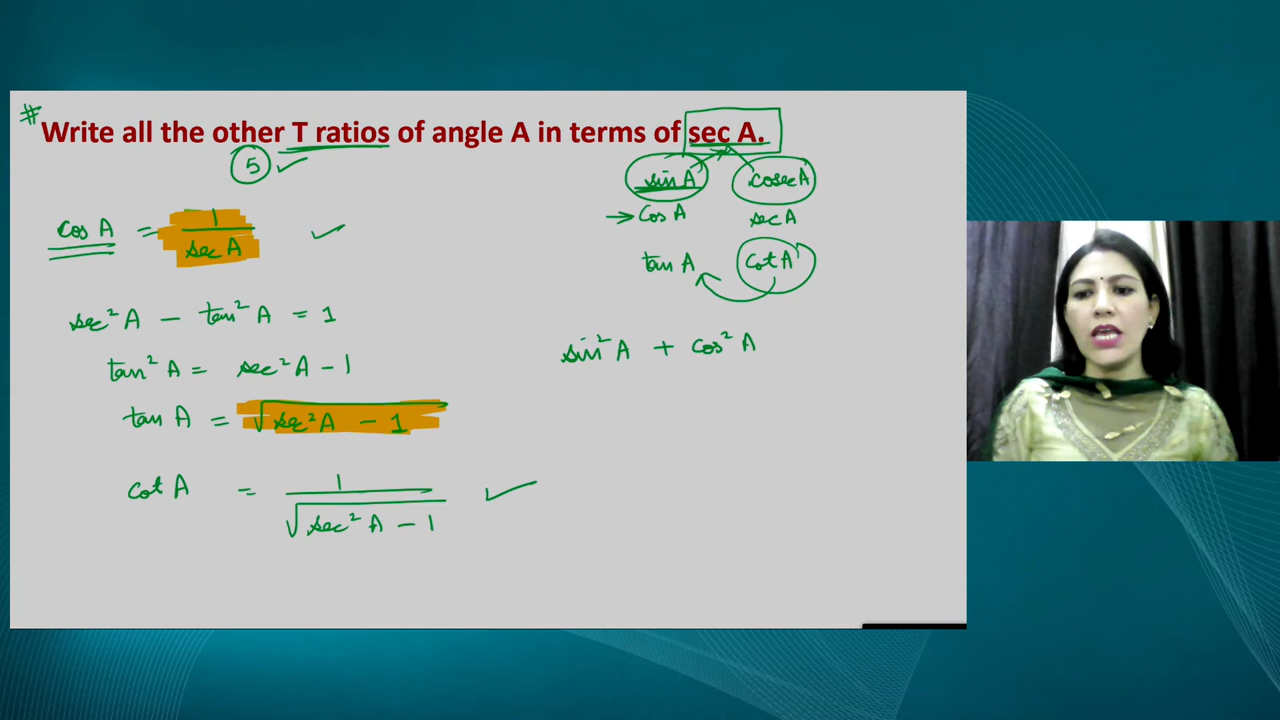 # Write all the other T ratios of angle A in terms of sec A.
5 ✓
sin A cosec A
→ cos A sec A
tan A cot A
cos A = 1/sec A ✓
sec² A - tan² A = 1
tan² A = sec² A - 1
tan A = √(sec² A - 1)
cot A = 1/√(sec² A - 1) ✓
sin² A + cos² A